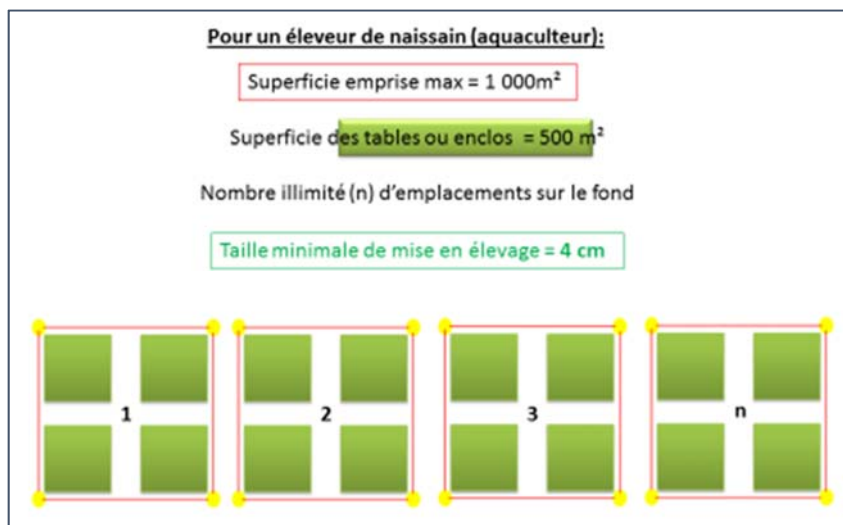 Pour un éleveur de naissain (aquaculteur):
Superficie emprise max = 1 000m²
Superficie des tables ou enclos = 500 m²
Nombre illimité (n) d'emplacements sur le fond
Taille minimale de mise en élevage = 4 cm
1 2 3 n